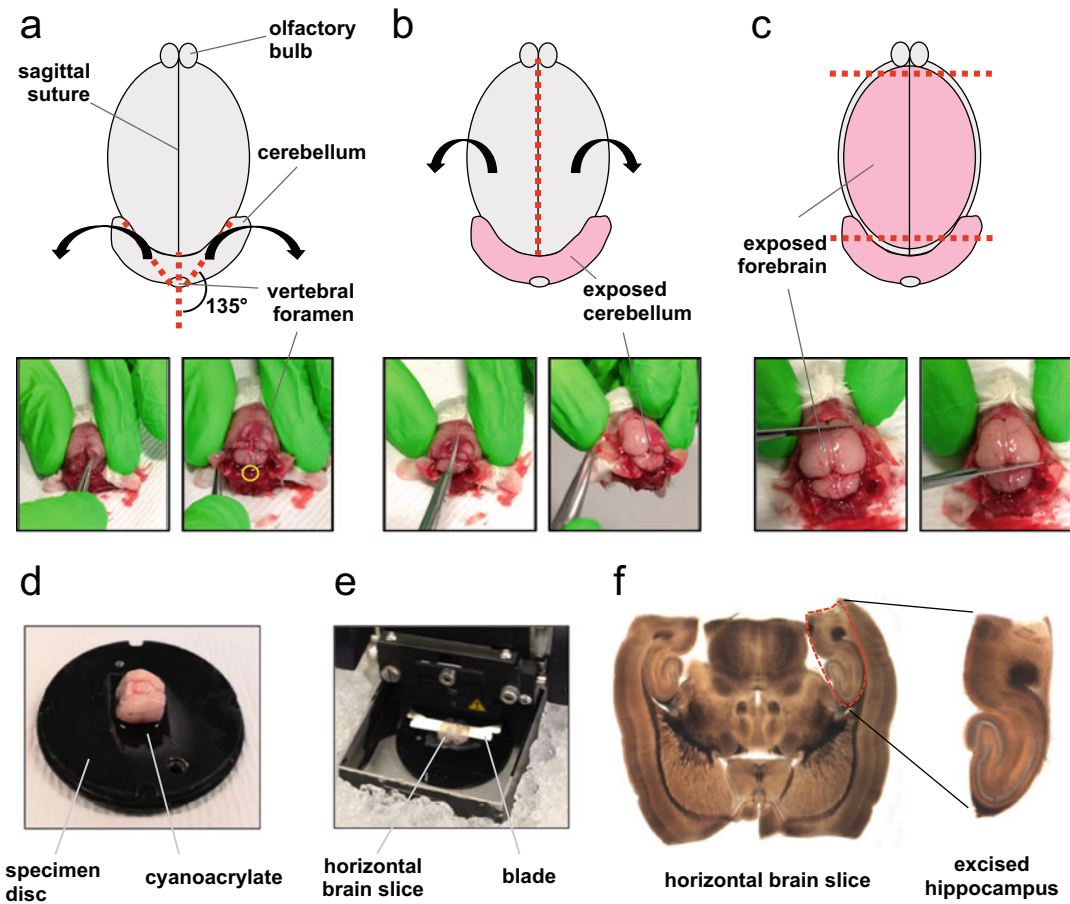 a
olfactory
bulb
sagittal
suture
cerebellum
vertebral
foramen
135°
b
exposed
cerebellum
c
exposed
forebrain
d
specimen
disc
cyanoacrylate
e
horizontal
brain slice
blade
f
horizontal brain slice
excised
hippocampus